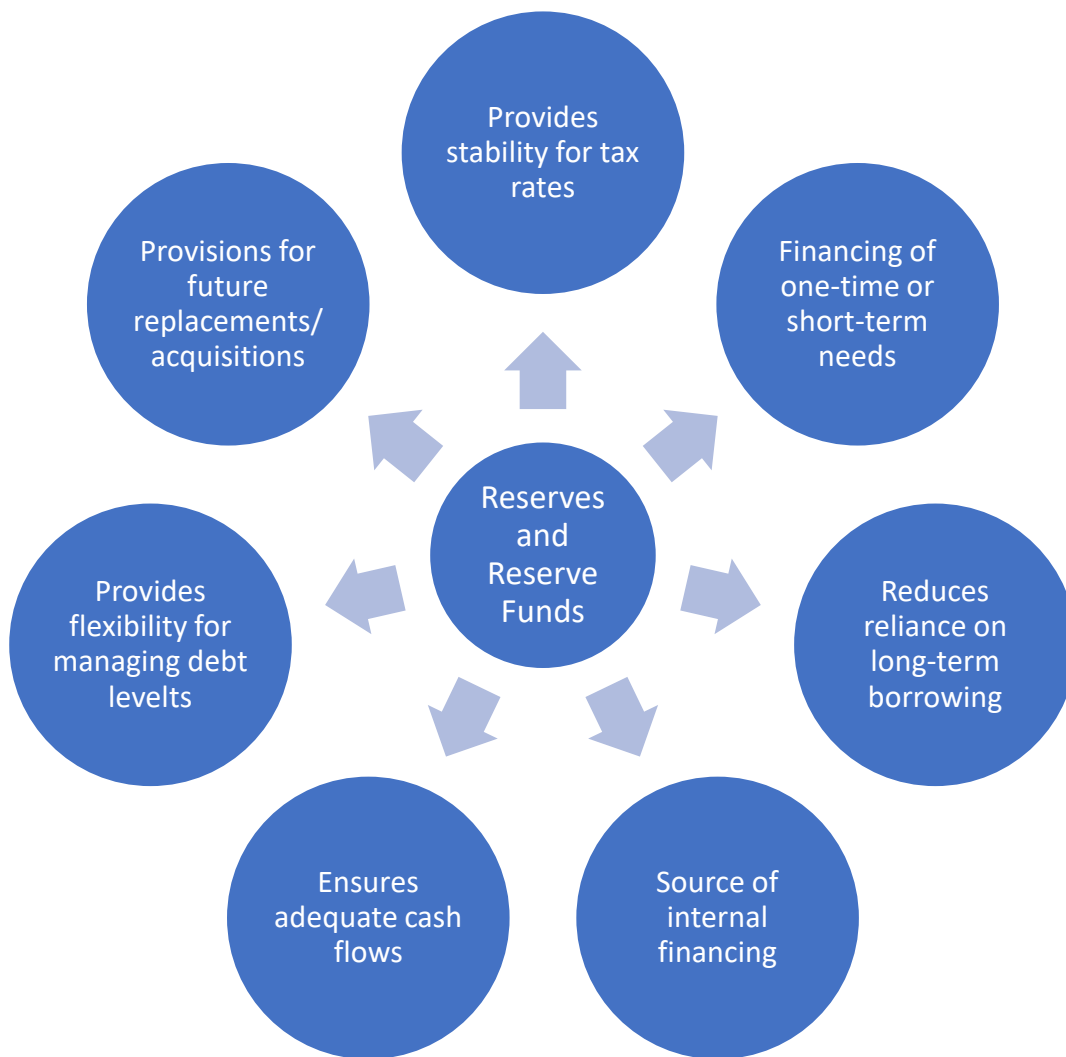 Provides
stability for tax
rates
Financing of
one-time or
short-term
needs
Reduces
reliance on
long-term
borrowing
Source of
internal
financing
Ensures
adequate cash
flows
Provides
flexibility for
managing debt
levelts
Provisions for
future
replacements/
acquisitions
Reserves
and
Reserve
Funds